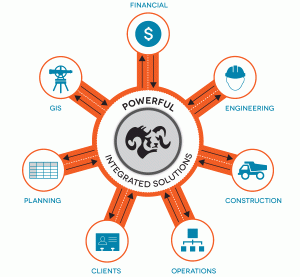 FINANCIAL
$
GIS
ENGINEERING
POWERFUL
INTEGRATED SOLUTIONS
PLANNING
CONSTRUCTION
CLIENTS
OPERATIONS